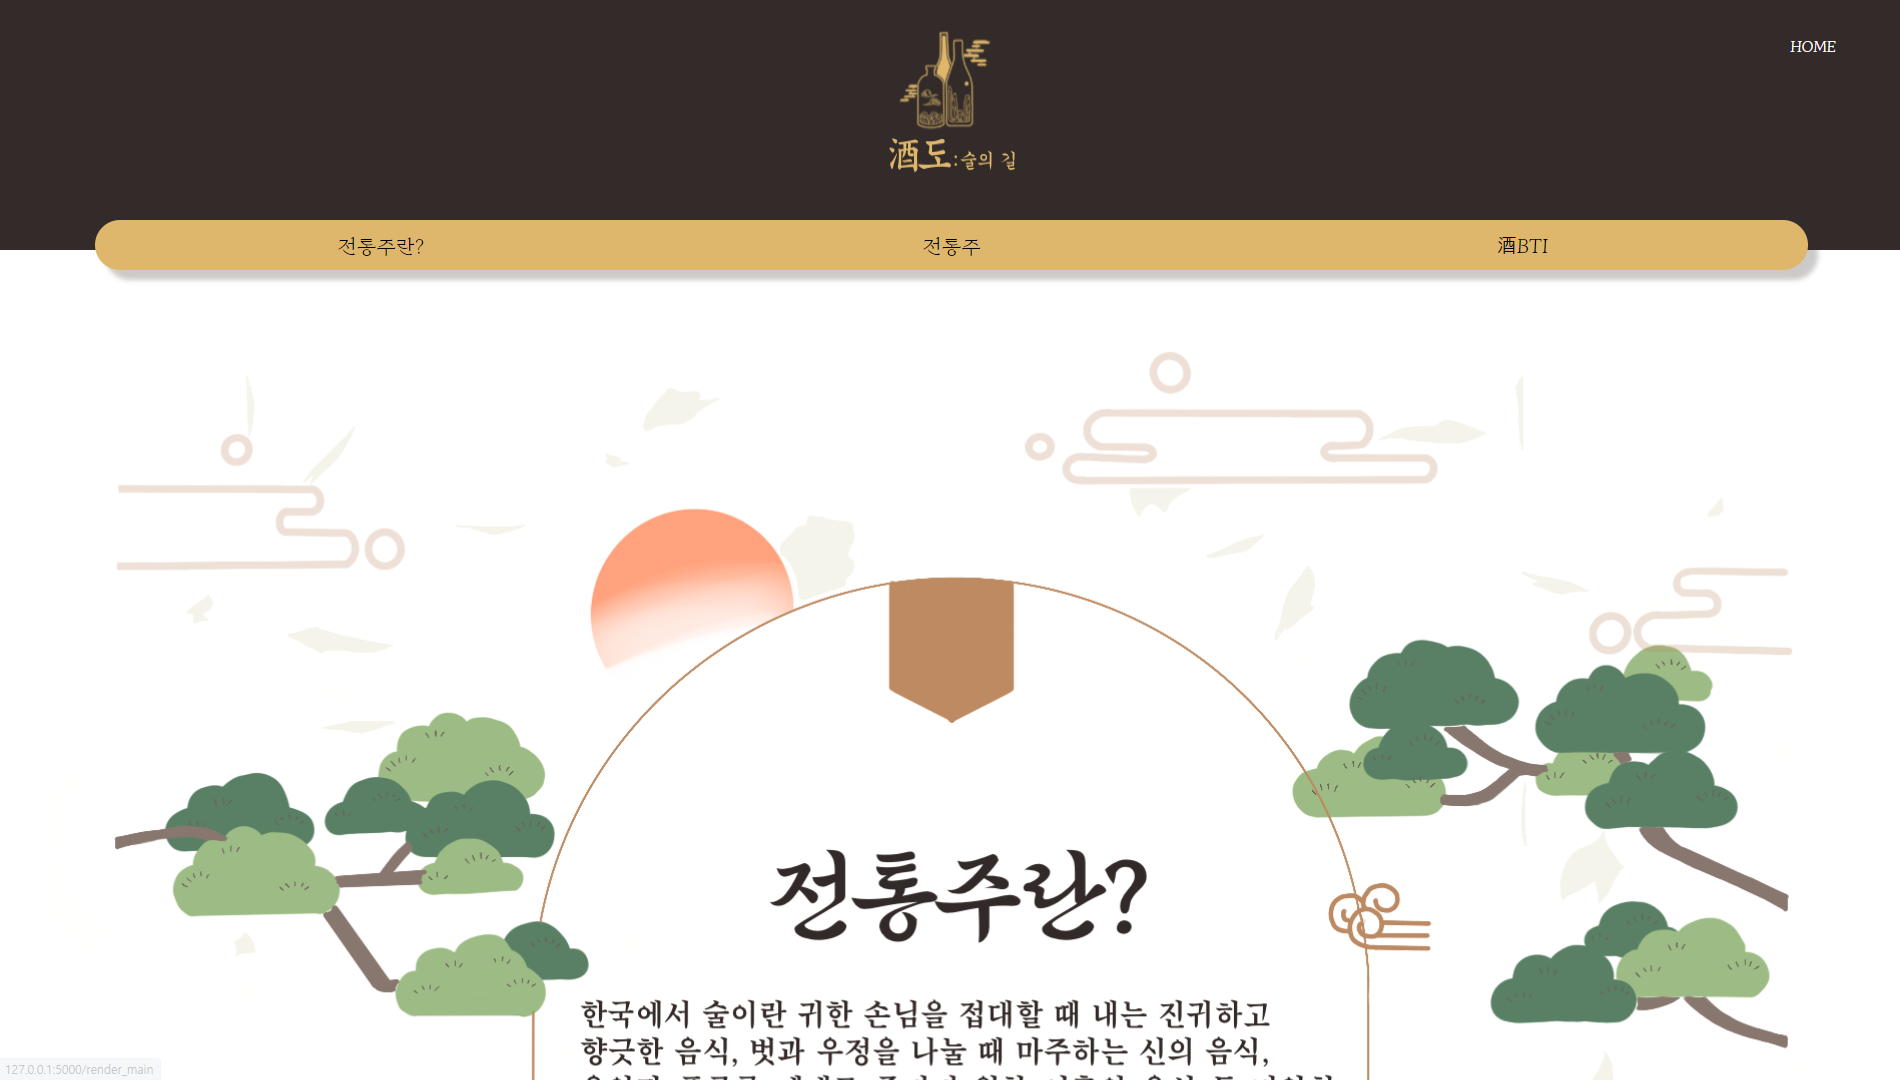 HOME
酒도:술의 길
전통주란?
전통주
酒BTI
전통주란?
한국에서 술이란 귀한 손님을 접대할 때 내는 진귀하고
향긋한 음식, 벗과 우정을 나눌 때 마주하는 신의 음식,
127.0.0.1:5000/render_main